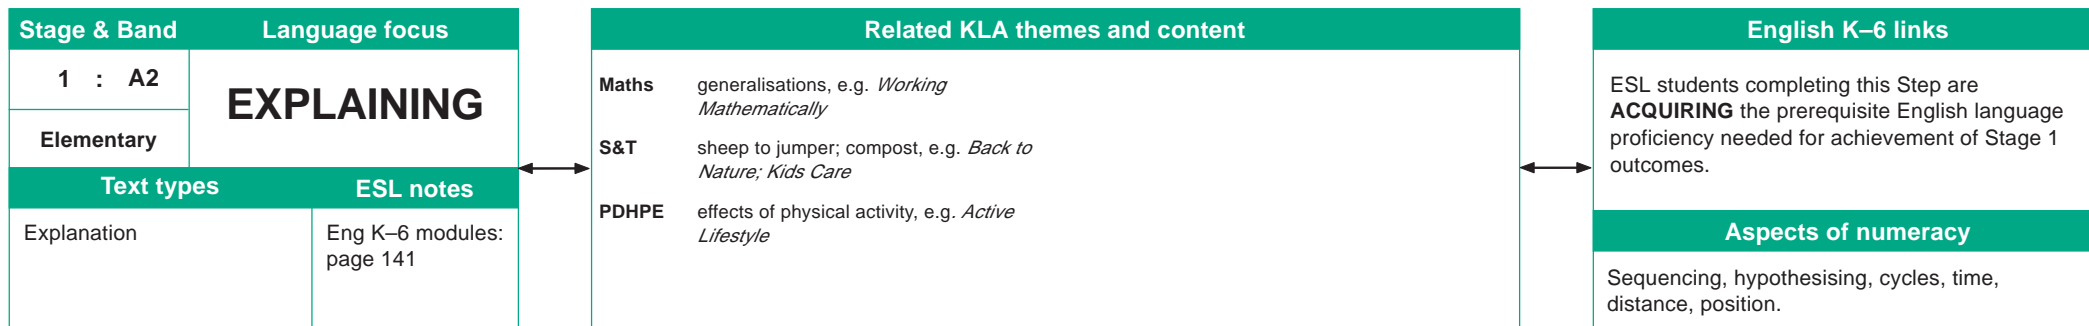 Stage & Band
Language focus
1 : A2
Elementary
EXPLAINING
Text types
ESL notes
Explanation
Eng K–6 modules:
page 141
Related KLA themes and content
Maths generalisations, e.g. Working
Mathematically
S&T sheep to jumper; compost, e.g. Back to
Nature; Kids Care
PDHPE effects of physical activity, e.g. Active
Lifestyle
English K–6 links
ESL students completing this Step are
ACQUIRING the prerequisite English language
proficiency needed for achievement of Stage 1
outcomes.
Aspects of numeracy
Sequencing, hypothesising, cycles, time,
distance, position.